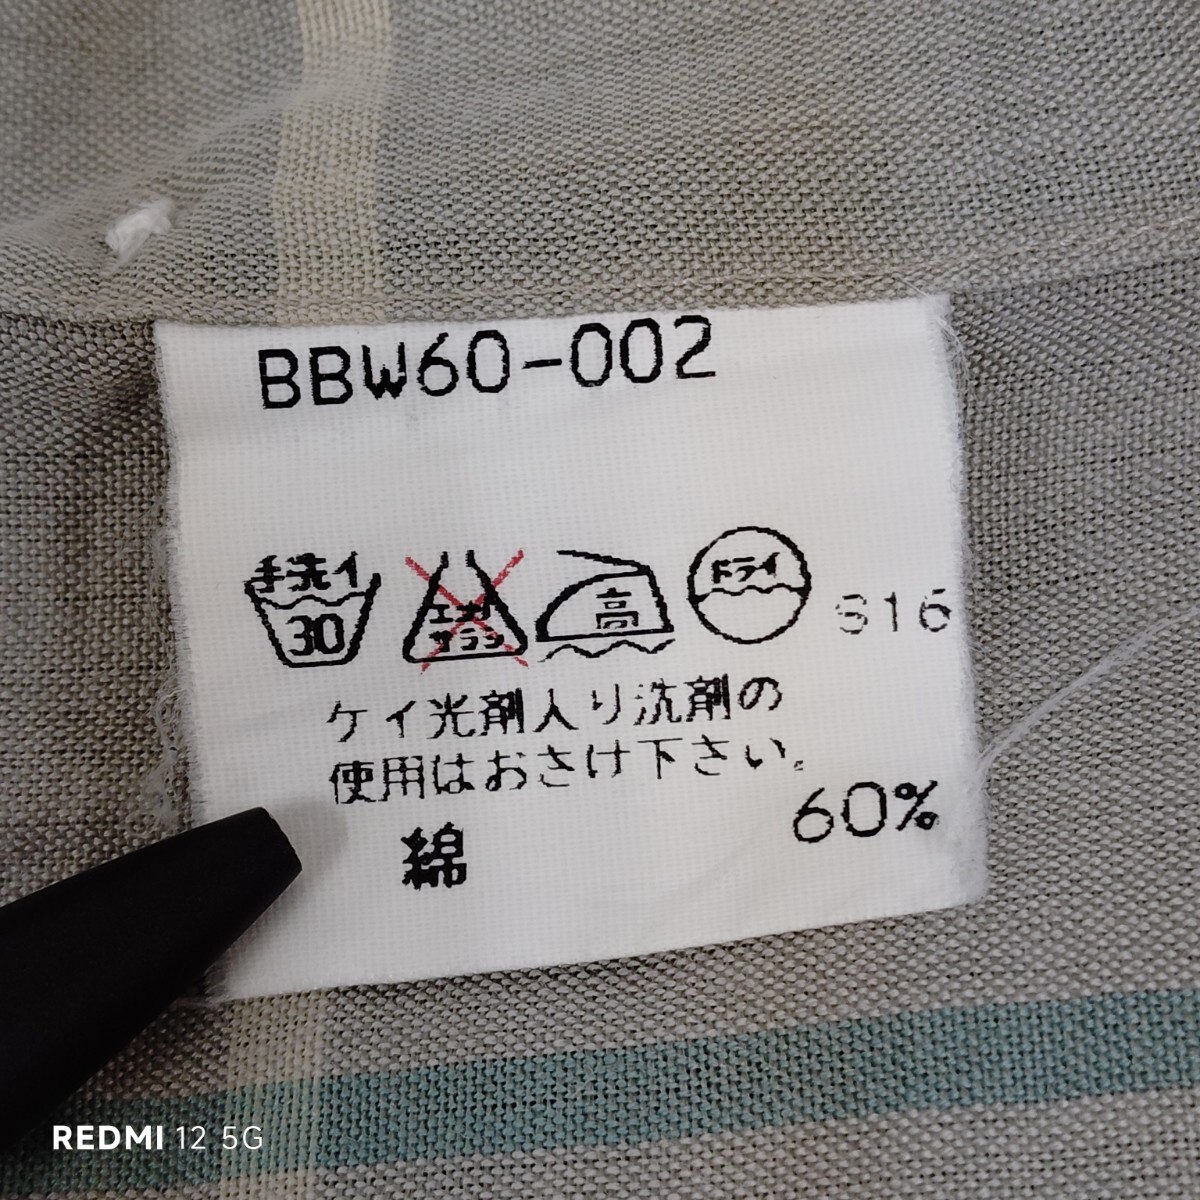 BBW60-002
手洗イ
30
エンソ
サラシ
高
ドライ
S16
ケイ光剤入り洗剤の
使用はおさけ下さい。
綿 60%
REDMI 12 5G